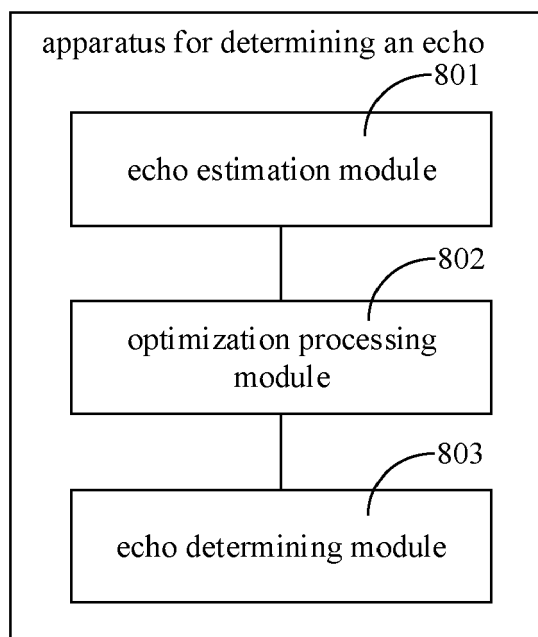 apparatus for determining an echo
801
echo estimation module
802
optimization processing
module
803
echo determining module